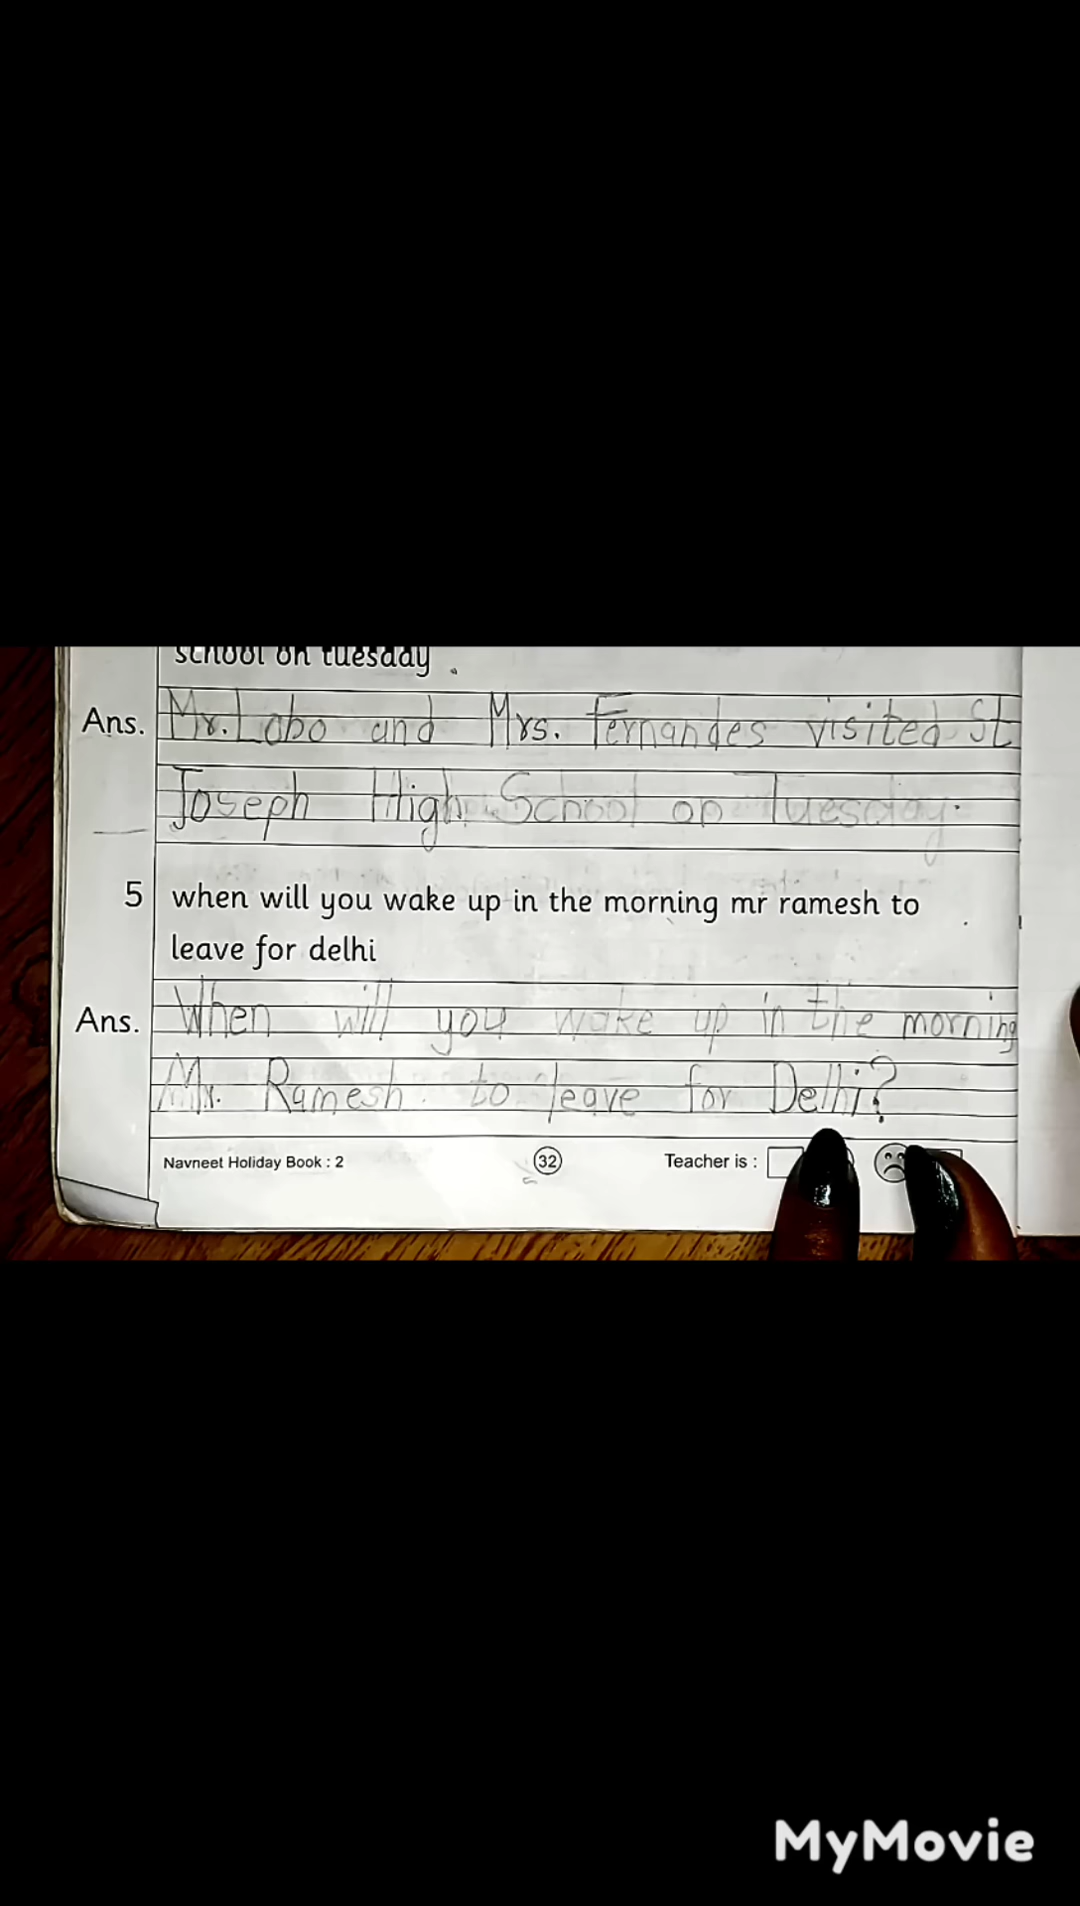 school on tuesday .
Ans. Mr. Lobo and Mrs. Fernandes visited St
Joseph High School on Tuesday.
5 when will you wake up in the morning mr ramesh to
leave for delhi
Ans. When will you wake up in the morning
Mr. Ramesh. to leave for Delhi?
Navneet Holiday Book : 2 32 Teacher is :
MyMovie